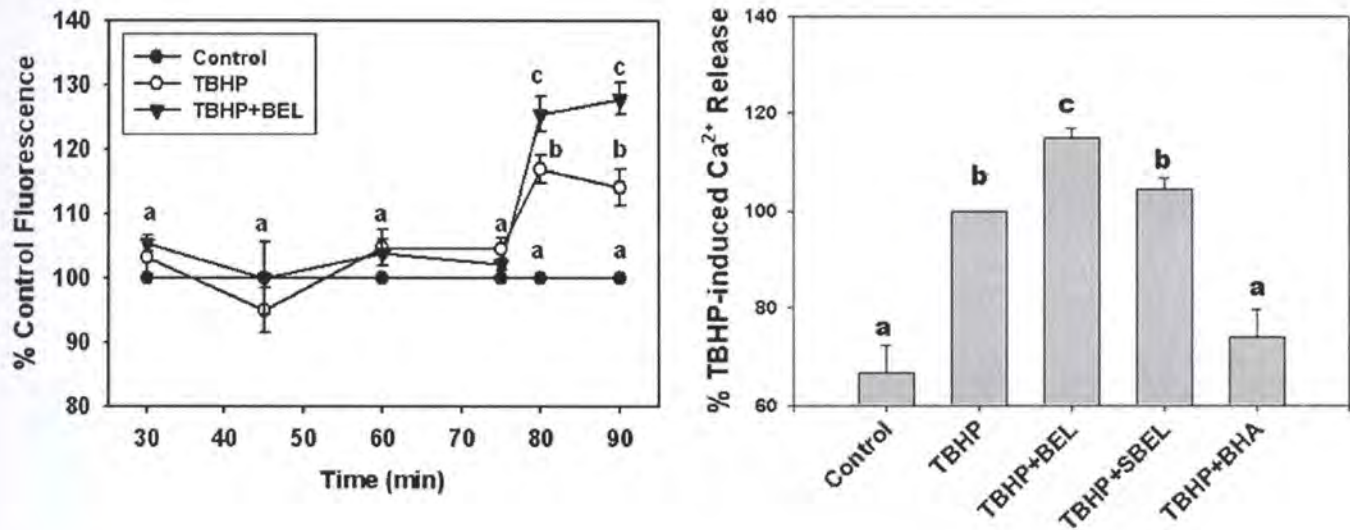 140
130
120
110
100
90
80
% Control Fluorescence
Control
TBHP
TBHP+BEL
a
a
a
a
c
b
a
c
b
a
30 40 50 60 70 80 90
Time (min)
140
120
100
80
60
% TBHP-induced Ca²⁺ Release
a
b
c
b
a
Control
TBHP
TBHP+BEL
TBHP+SBEL
TBHP+BHA